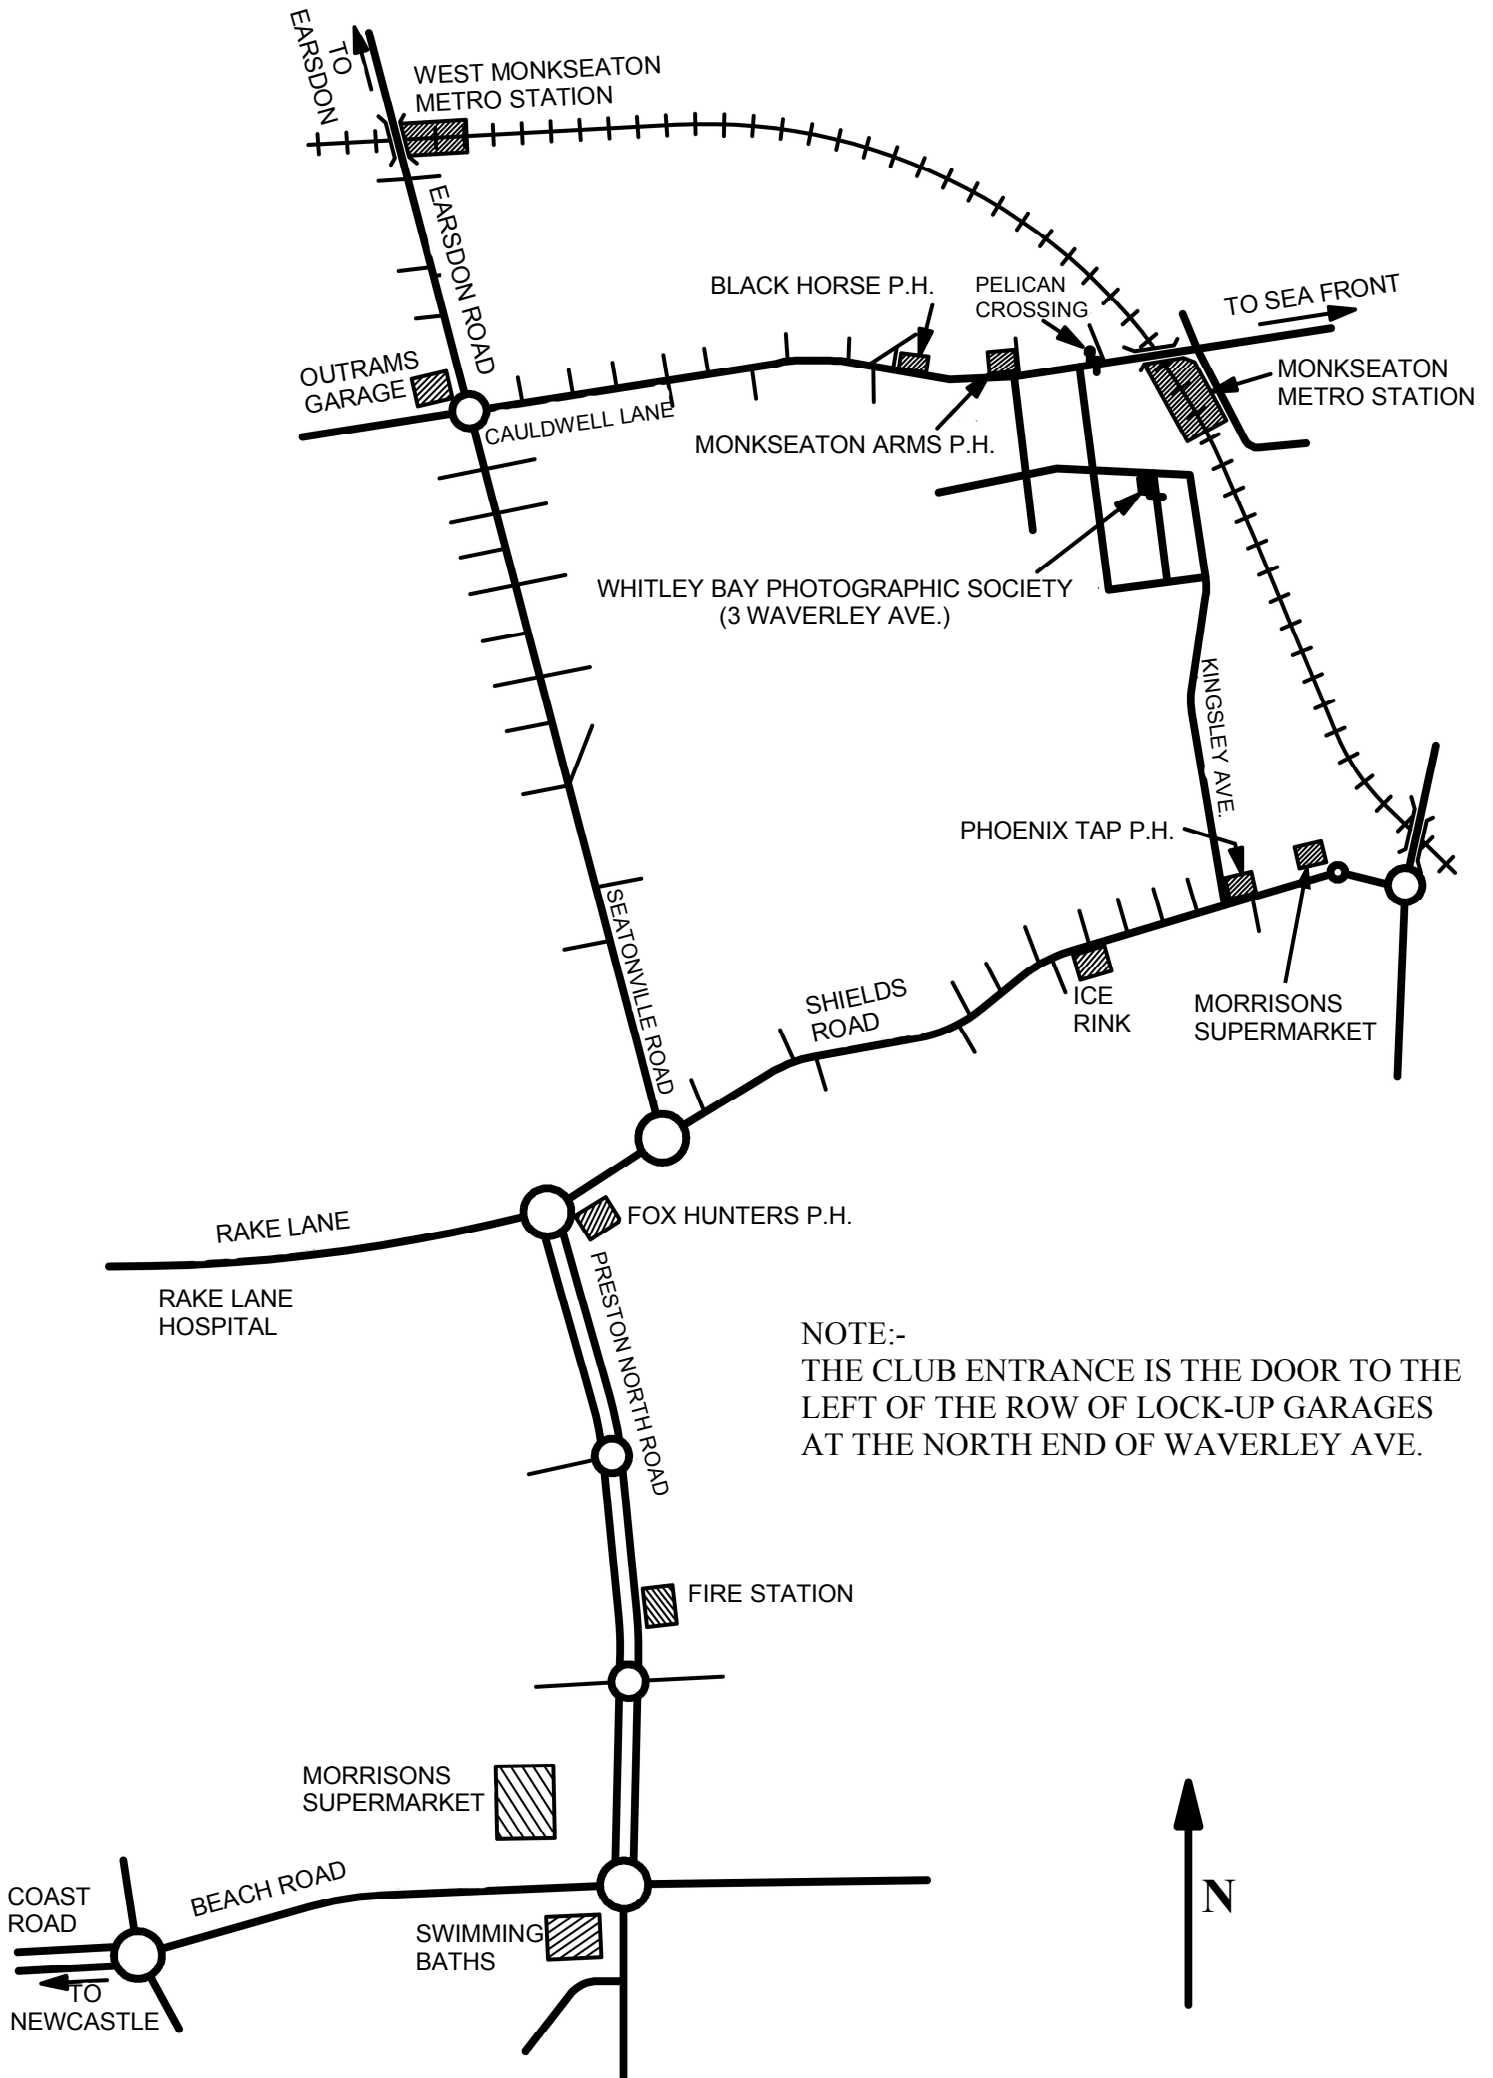 TO
EARSDON
WEST MONKSEATON
METRO STATION
EARSDON ROAD
BLACK HORSE P.H.
PELICAN
CROSSING
TO SEA FRONT
OUTRAMS
GARAGE
MONKSEATON
METRO STATION
CAULDWELL LANE
MONKSEATON ARMS P.H.
WHITLEY BAY PHOTOGRAPHIC SOCIETY
(3 WAVERLEY AVE.)
KINGSLEY AVE.
PHOENIX TAP P.H.
SEATONVILLE ROAD
SHIELDS
ROAD
ICE
RINK
MORRISONS
SUPERMARKET
RAKE LANE
FOX HUNTERS P.H.
RAKE LANE
HOSPITAL
PRESTON NORTH ROAD
NOTE:-
THE CLUB ENTRANCE IS THE DOOR TO THE
LEFT OF THE ROW OF LOCK-UP GARAGES
AT THE NORTH END OF WAVERLEY AVE.
FIRE STATION
MORRISONS
SUPERMARKET
BEACH ROAD
COAST
ROAD
SWIMMING
BATHS
TO
NEWCASTLE
N